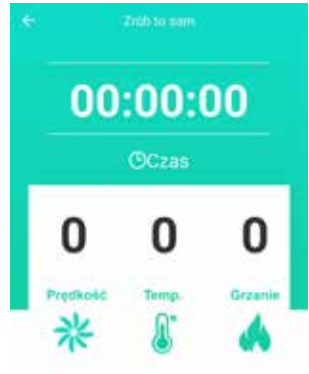 Zrób to sam
00:00:00
Czas
0 0 0
Prędkość Temp. Grzanie